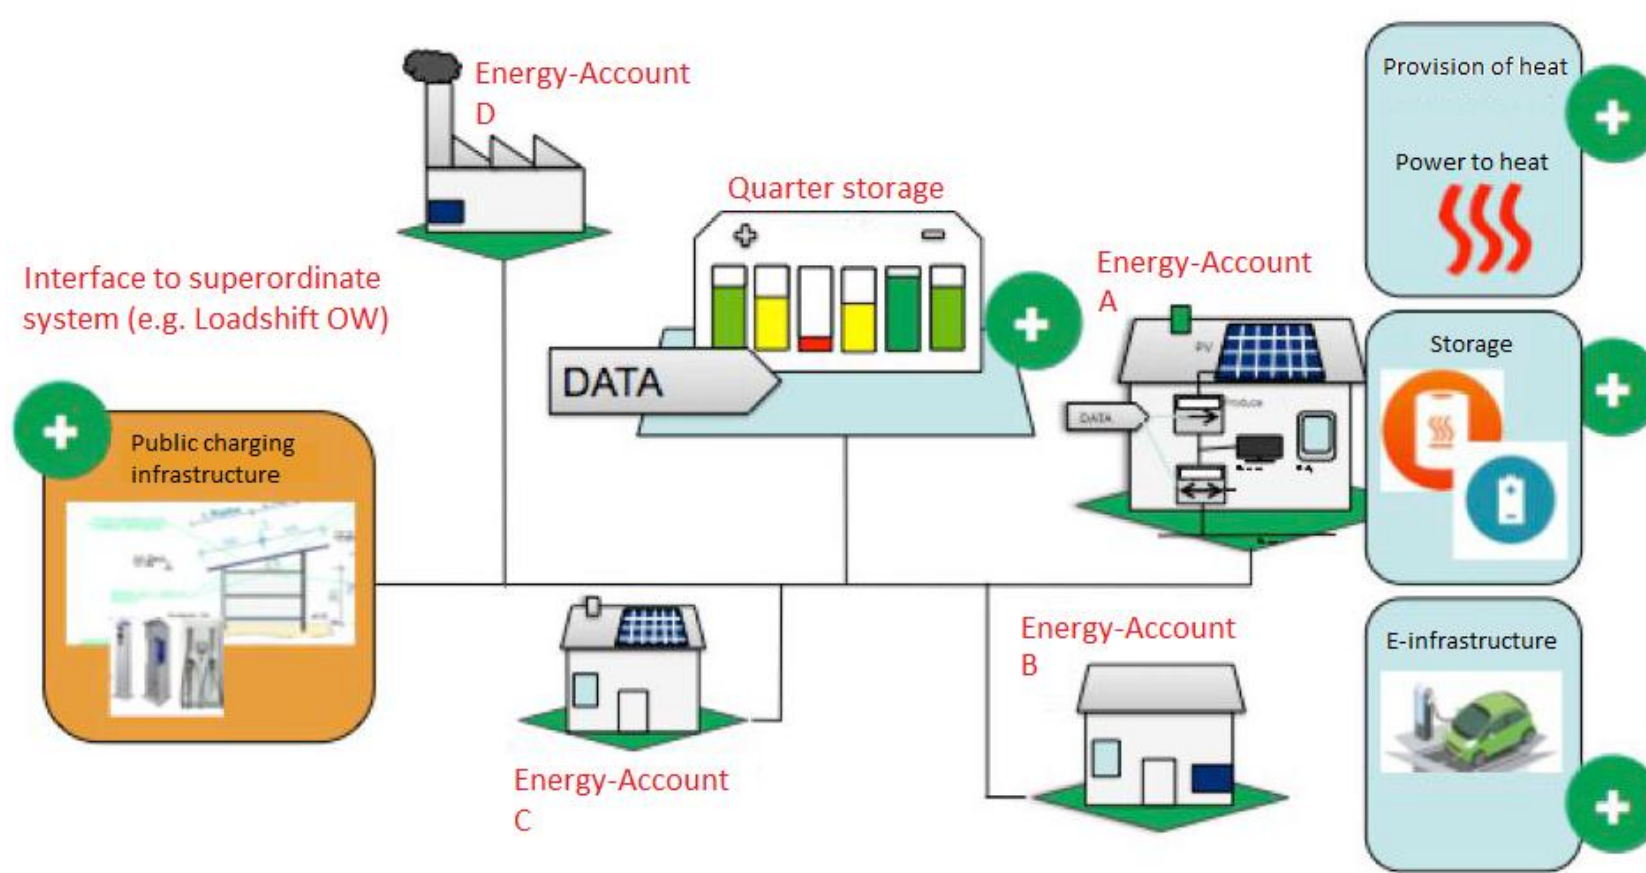 Energy-Account
D
Provision of heat
Power to heat
Quarter storage
Interface to superordinate
system (e.g. Loadshift OW)
Energy-Account
A
DATA
PV
DATA
Storage
Public charging
infrastructure
Energy-Account
B
E-infrastructure
Energy-Account
C